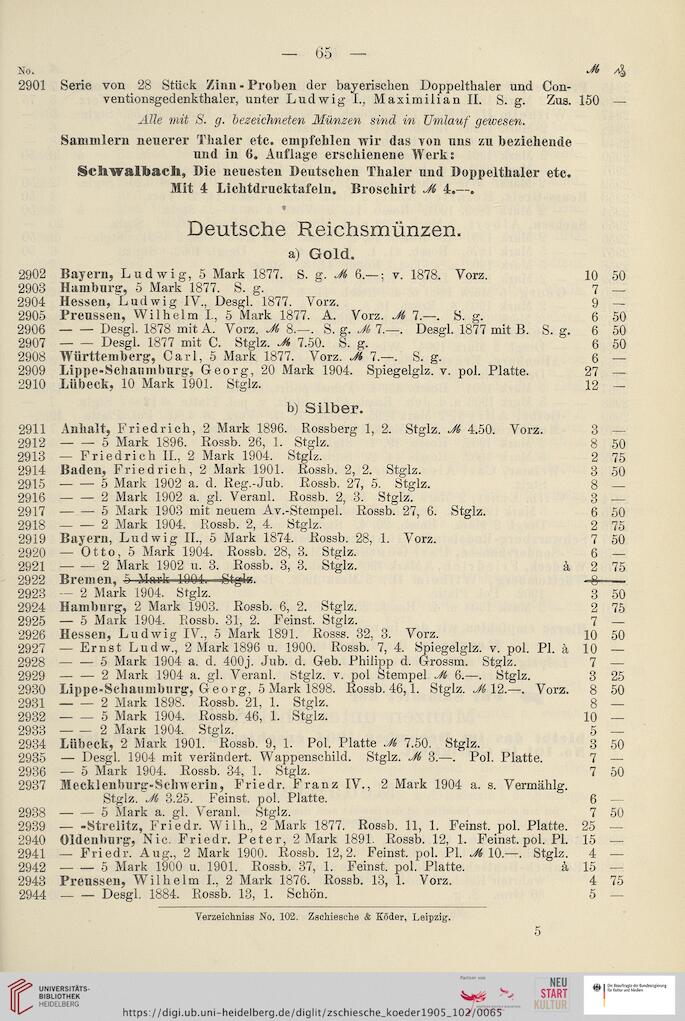 — 65 —
No. ℳ ₰
2901 Serie von 28 Stück Zinn-Proben der bayerischen Doppelthaler und Con-
ventionsgedenkthaler, unter Ludwig I., Maximilian II. S. g. Zus. 150 —
Alle mit S. g. bezeichneten Münzen sind in Umlauf gewesen.
Sammlern neuerer Thaler etc. empfehlen wir das von uns zu beziehende
und in 6. Auflage erschienene Werk:
Schwalbach, Die neuesten Deutschen Thaler und Doppelthaler etc.
Mit 4 Lichtdrucktafeln. Broschirt ℳ 4.—.
Deutsche Reichsmünzen.
a) Gold.
2902 Bayern, Ludwig, 5 Mark 1877. S. g. ℳ 6.—; v. 1878. Vorz. 10 50
2903 Hamburg, 5 Mark 1877. S. g. 7 —
2904 Hessen, Ludwig IV., Desgl. 1877. Vorz. 9 —
2905 Preussen, Wilhelm I., 5 Mark 1877. A. Vorz. ℳ 7.—. S. g. 6 50
2906 — — Desgl. 1878 mit A. Vorz. ℳ 8.—. S. g. ℳ 7.—. Desgl. 1877 mit B. S. g. 6 50
2907 — — Desgl. 1877 mit C. Stglz. ℳ 7.50. S. g. 6 50
2908 Württemberg, Carl, 5 Mark 1877. Vorz. ℳ 7.—. S. g. 6 —
2909 Lippe-Schaumburg, Georg, 20 Mark 1904. Spiegelglz. v. pol. Platte. 27 —
2910 Lübeck, 10 Mark 1901. Stglz. 12 —
b) Silber.
2911 Anhalt, Friedrich, 2 Mark 1896. Rossberg 1, 2. Stglz. ℳ 4.50. Vorz. 3 —
2912 — — 5 Mark 1896. Rossb. 26, 1. Stglz. 8 50
2913 — Friedrich II., 2 Mark 1904. Stglz. 2 75
2914 Baden, Friedrich, 2 Mark 1901. Rossb. 2, 2. Stglz. 3 50
2915 — — 5 Mark 1902 a. d. Reg.-Jub. Rossb. 27, 5. Stglz. 8 —
2916 — — 2 Mark 1902 a. gl. Veranl. Rossb. 2, 3. Stglz. 3 —
2917 — — 5 Mark 1903 mit neuem Av.-Stempel. Rossb. 27, 6. Stglz. 6 50
2918 — — 2 Mark 1904. Rossb. 2, 4. Stglz. 2 75
2919 Bayern, Ludwig II., 5 Mark 1874. Rossb. 28, 1. Vorz. 7 50
2920 — Otto, 5 Mark 1904. Rossb. 28, 3. Stglz. 6 —
2921 — — 2 Mark 1902 u. 3. Rossb. 3, 3. Stglz. à 2 75
2922 Bremen, 5 Mark 1904. Stglz. 8 —
2923 — 2 Mark 1904. Stglz. 3 50
2924 Hamburg, 2 Mark 1903. Rossb. 6, 2. Stglz. 2 75
2925 — 5 Mark 1904. Rossb. 31, 2. Feinst. Stglz. 7 —
2926 Hessen, Ludwig IV., 5 Mark 1891. Rosss. 32, 3. Vorz. 10 50
2927 — Ernst Ludw., 2 Mark 1896 u. 1900. Rossb. 7, 4. Spiegelglz. v. pol. Pl. à 10 —
2928 — — 5 Mark 1904 a. d. 400j. Jub. d. Geb. Philipp d. Grossm. Stglz. 7 —
2929 — — 2 Mark 1904 a. gl. Veranl. Stglz. v. pol Stempel ℳ 6.—. Stglz. 3 25
2930 Lippe-Schaumburg, Georg, 5 Mark 1898. Rossb. 46, 1. Stglz. ℳ 12.—. Vorz. 8 50
2931 — — 2 Mark 1898. Rossb. 21, 1. Stglz. 8 —
2932 — — 5 Mark 1904. Rossb. 46, 1. Stglz. 10 —
2933 — — 2 Mark 1904. Stglz. 5 —
2934 Lübeck, 2 Mark 1901. Rossb. 9, 1. Pol. Platte ℳ 7.50. Stglz. 3 50
2935 — Desgl. 1904 mit verändert. Wappenschild. Stglz. ℳ 3.—. Pol. Platte. 7 —
2936 — 5 Mark 1904. Rossb. 34, 1. Stglz. 7 50
2937 Mecklenburg-Schwerin, Friedr. Franz IV., 2 Mark 1904 a. s. Vermählg.
Stglz. ℳ 3.25. Feinst. pol. Platte. 6 —
2938 — — 5 Mark a. gl. Veranl. Stglz. 7 50
2939 — -Strelitz, Friedr. Wilh., 2 Mark 1877. Rossb. 11, 1. Feinst. pol. Platte. 25 —
2940 Oldenburg, Nic. Friedr. Peter, 2 Mark 1891. Rossb. 12, 1. Feinst. pol. Pl. 15 —
2941 — Friedr. Aug., 2 Mark 1900. Rossb. 12, 2. Feinst. pol. Pl. ℳ 10.—. Stglz. 4 —
2942 — — 5 Mark 1900 u. 1901. Rossb. 37, 1. Feinst. pol. Platte. à 15 —
2943 Preussen, Wilhelm I., 2 Mark 1876. Rossb. 13, 1. Vorz. 4 75
2944 — — Desgl. 1884. Rossb. 13, 1. Schön. 5 —
Verzeichniss No. 102. Zschiesche & Köder, Leipzig.
5
UNIVERSITÄTS-
BIBLIOTHEK
HEIDELBERG
https://digi.ub.uni-heidelberg.de/diglit/zschiesche_koeder1905_102/0065
Partner von
NEU
START
KULTUR
Die Beauftragte der Bundesregierung
für Kultur und Medien